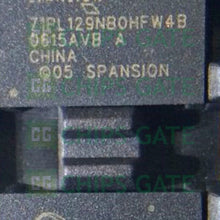 71PL129NB0HFW4B
0615AVB A
CHINA
©05 SPANSION